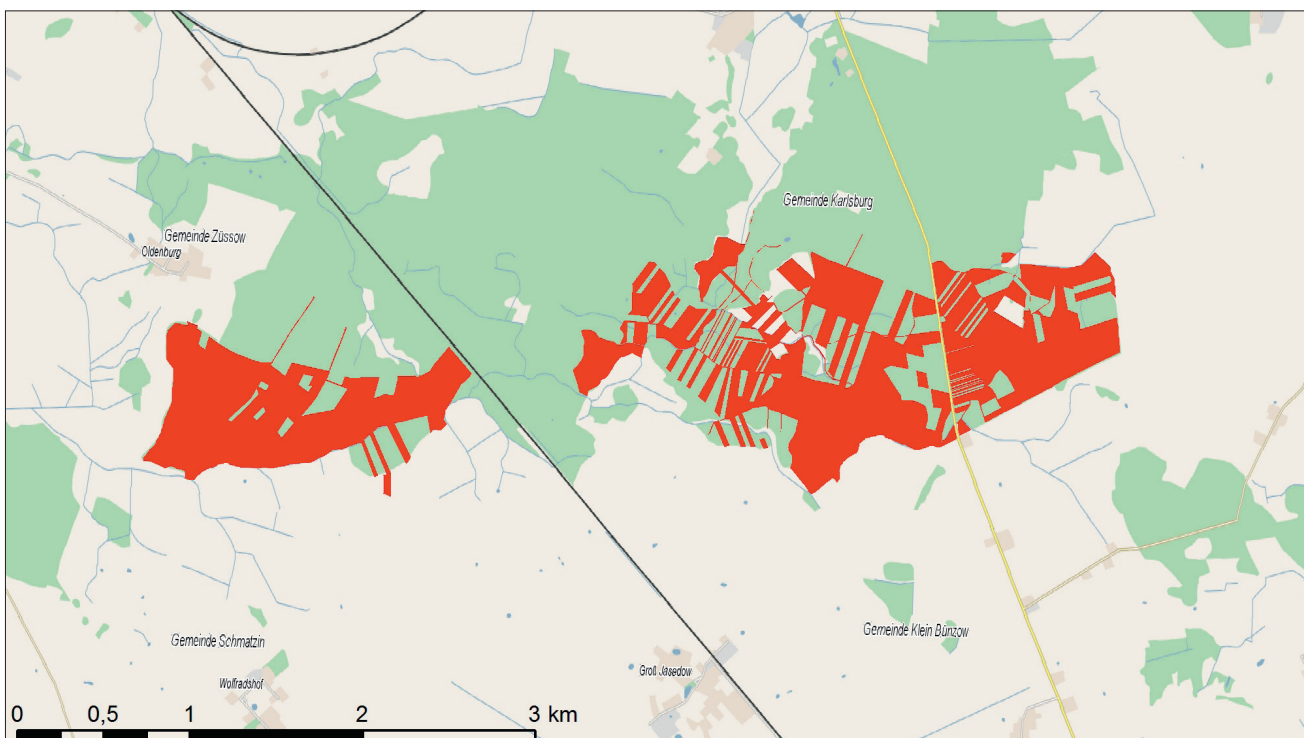 Gemeinde Karlsburg
Gemeinde Züssow
Oldenburg
Gemeinde Klein Bünzow
Gemeinde Schmatzin
Groß Jasedow
Wolfradshof
0 0,5 1 2 3 km